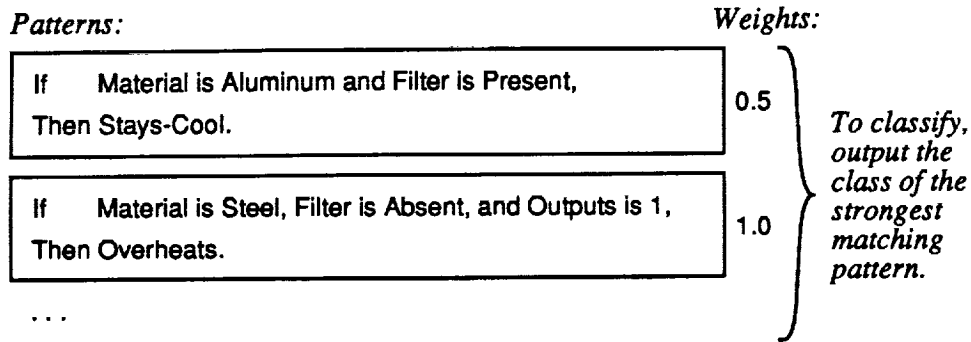 Patterns:
Weights:
If Material is Aluminum and Filter is Present,
Then Stays-Cool.
0.5
If Material is Steel, Filter is Absent, and Outputs is 1,
Then Overheats.
1.0
. . .
To classify,
output the
class of the
strongest
matching
pattern.